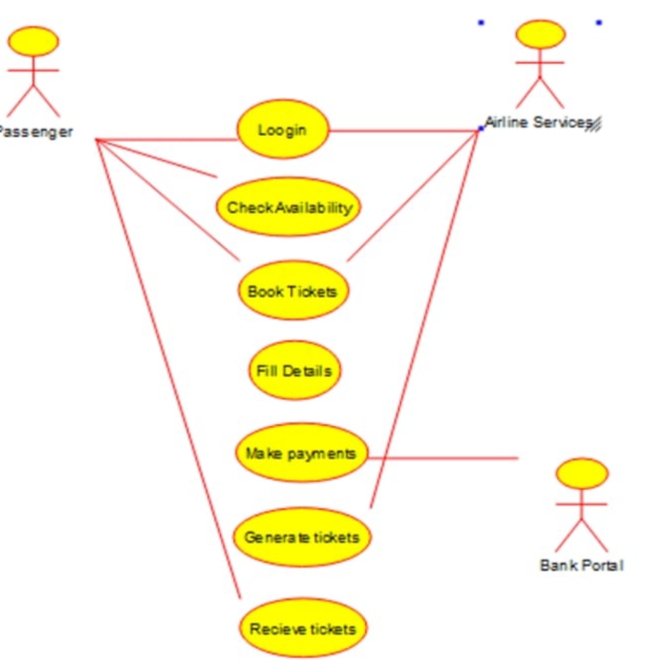 Passenger
Airline Services
Loogin
CheckAvailability
Book Tickets
Fill Details
Make payments
Generate tickets
Bank Portal
Recieve tickets